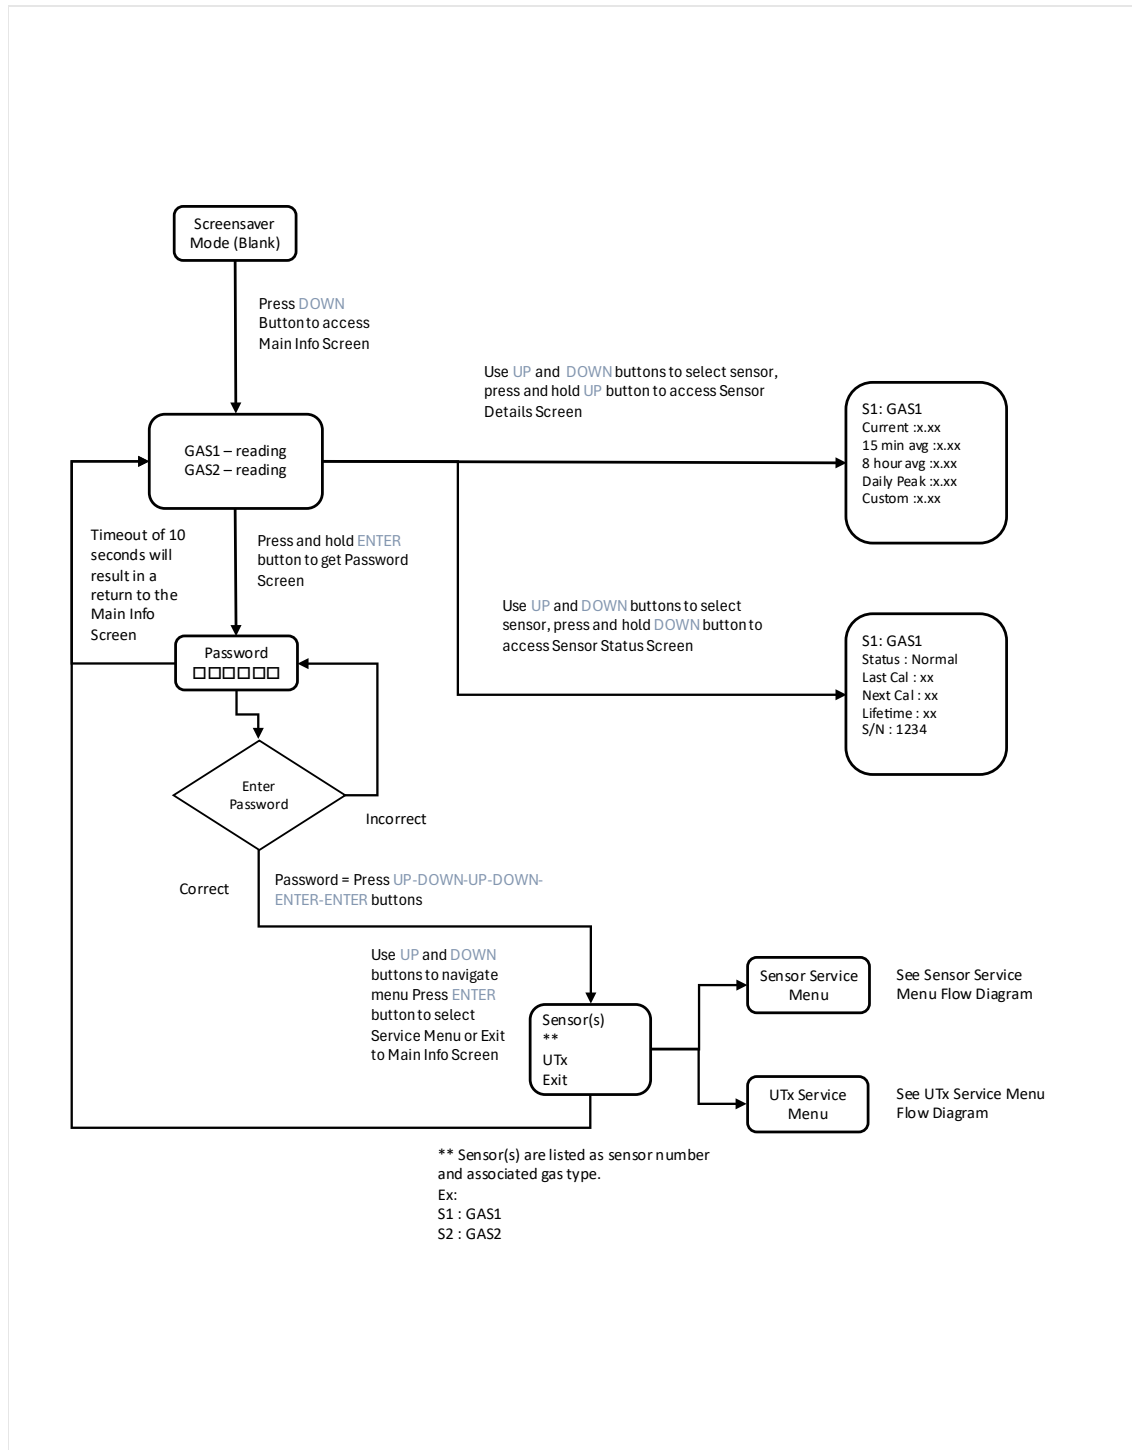 Screensaver
Mode (Blank)
Press DOWN
Button to access
Main Info Screen
Use UP and DOWN buttons to select sensor,
press and hold UP button to access Sensor
Details Screen
S1: GAS1
Current :x.xx
15 min avg :x.xx
8 hour avg :x.xx
Daily Peak :x.xx
Custom :x.xx
GAS1 – reading
GAS2 – reading
Timeout of 10
seconds will
result in a
return to the
Main Info
Screen
Press and hold ENTER
button to get Password
Screen
Use UP and DOWN buttons to select
sensor, press and hold DOWN button to
access Sensor Status Screen
S1: GAS1
Status : Normal
Last Cal : xx
Next Cal : xx
Lifetime : xx
S/N : 1234
Password
□□□□□□
Enter
Password
Incorrect
Correct
Password = Press UP-DOWN-UP-DOWN-
ENTER-ENTER buttons
Use UP and DOWN
buttons to navigate
menu Press ENTER
button to select
Service Menu or Exit
to Main Info Screen
Sensor(s)
**
UTx
Exit
Sensor Service
Menu
See Sensor Service
Menu Flow Diagram
UTx Service
Menu
See UTx Service Menu
Flow Diagram
** Sensor(s) are listed as sensor number
and associated gas type.
Ex:
S1 : GAS1
S2 : GAS2